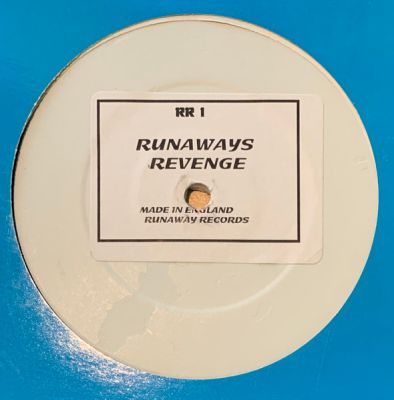 RR 1
RUNAWAYS
REVENGE
MADE IN ENGLAND
RUNAWAY RECORDS